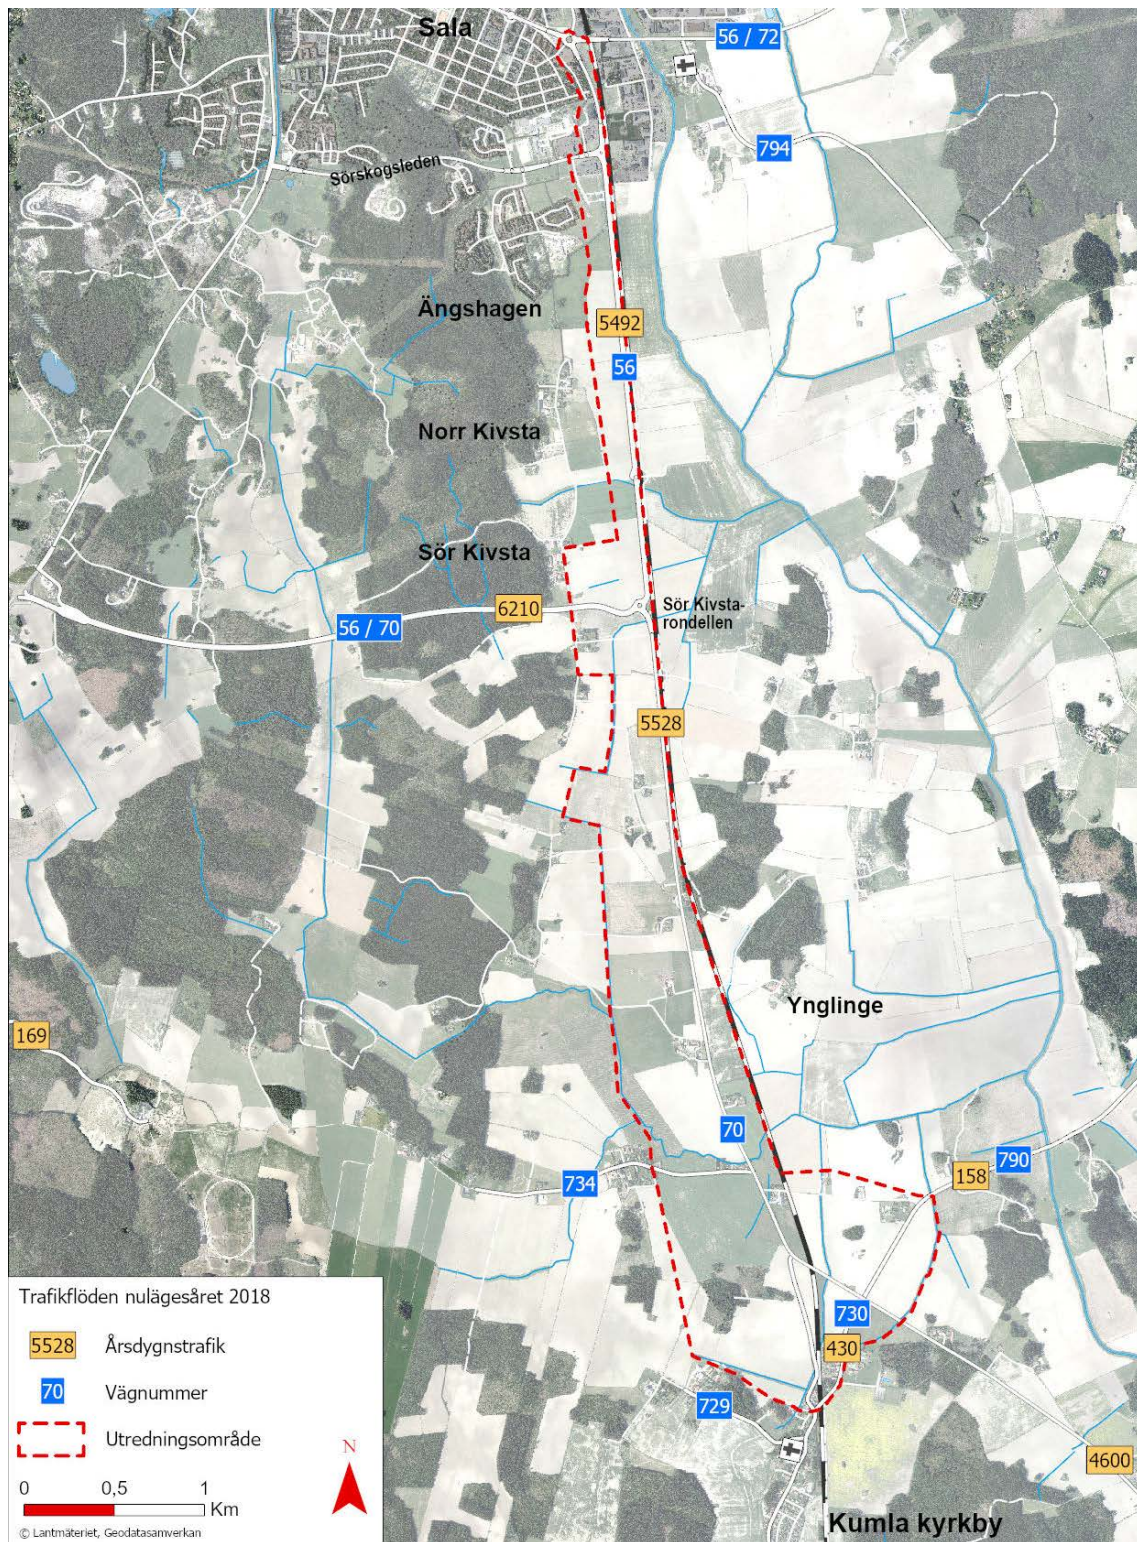 Sala
56 / 72
794
Sörskogsleden
Ängshagen
5492
56
Norr Kivsta
Sör Kivsta
6210
Sör Kivsta-
rondellen
56 / 70
5528
Ynglinge
169
70
790
158
734
730
430
729
4600
Kumla kyrkby
Trafikflöden nulägesåret 2018
5528 Årsdygnstrafik
70 Vägnummer
Utredningsområde
N
0 0,5 1
Km
© Lantmäteriet, Geodatasamverkan